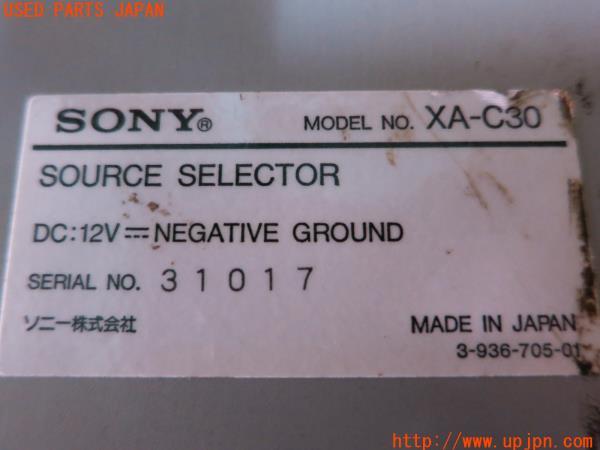 USED PARTS JAPAN
SONY® MODEL NO. XA-C30
SOURCE SELECTOR
DC:12V⎓NEGATIVE GROUND
SERIAL NO. 31017
ソニー株式会社 MADE IN JAPAN
3-936-705-01
http://www.upjpn.com